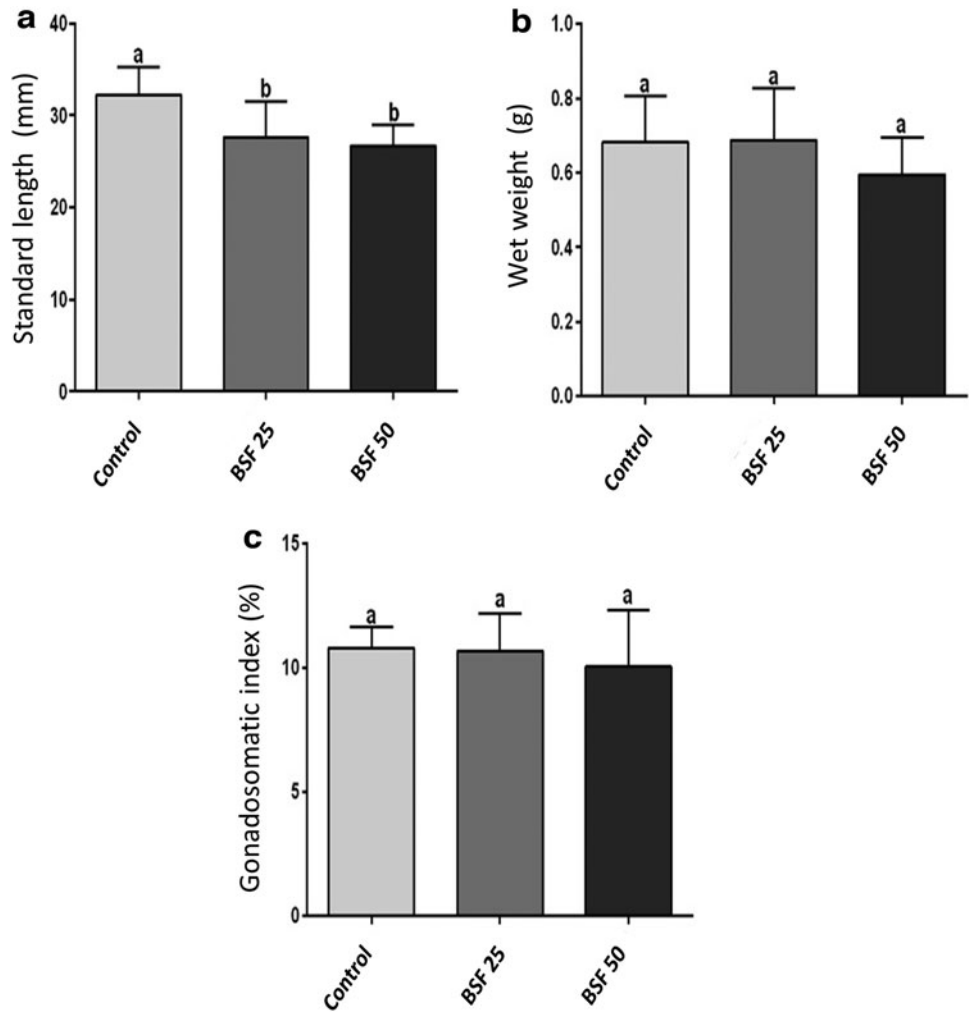 a
Standard length (mm)
40
30
20
10
0
a
b
b
Control
BSF 25
BSF 50
b
Wet weight (g)
1.0
0.8
0.6
0.4
0.2
0.0
a
a
a
Control
BSF 25
BSF 50
c
Gonadosomatic index (%)
15
10
5
0
a
a
a
Control
BSF 25
BSF 50